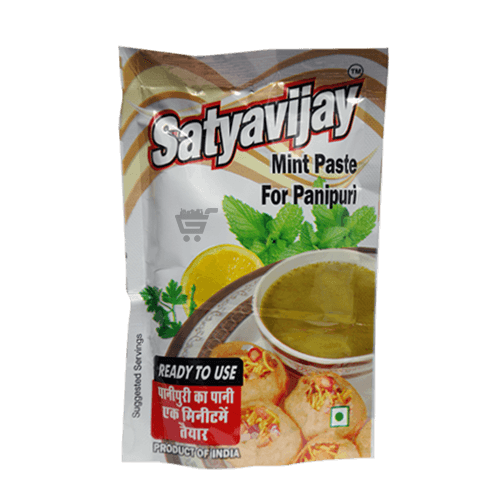 Satyavijay
TM
Mint Paste
For Panipuri
Suggested Servings
READY TO USE
पानीपुरी का पानी
एक मिनीटमें
तैयार
PRODUCT OF INDIA